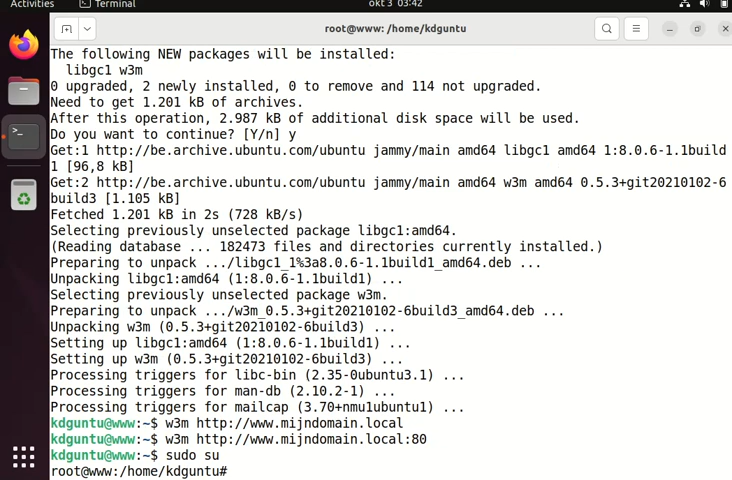 Activities
Terminal
okt 3 03:42
root@www: /home/kdguntu
The following NEW packages will be installed:
libgc1 w3m
0 upgraded, 2 newly installed, 0 to remove and 114 not upgraded.
Need to get 1.201 kB of archives.
After this operation, 2.987 kB of additional disk space will be used.
Do you want to continue? [Y/n] y
Get:1 http://be.archive.ubuntu.com/ubuntu jammy/main amd64 libgc1 amd64 1:8.0.6-1.1build
1 [96,8 kB]
Get:2 http://be.archive.ubuntu.com/ubuntu jammy/main amd64 w3m amd64 0.5.3+git20210102-6
build3 [1.105 kB]
Fetched 1.201 kB in 2s (728 kB/s)
Selecting previously unselected package libgc1:amd64.
(Reading database ... 182473 files and directories currently installed.)
Preparing to unpack .../libgc1_1%3a8.0.6-1.1build1_amd64.deb ...
Unpacking libgc1:amd64 (1:8.0.6-1.1build1) ...
Selecting previously unselected package w3m.
Preparing to unpack .../w3m_0.5.3+git20210102-6build3_amd64.deb ...
Unpacking w3m (0.5.3+git20210102-6build3) ...
Setting up libgc1:amd64 (1:8.0.6-1.1build1) ...
Setting up w3m (0.5.3+git20210102-6build3) ...
Processing triggers for libc-bin (2.35-0ubuntu3.1) ...
Processing triggers for man-db (2.10.2-1) ...
Processing triggers for mailcap (3.70+nmu1ubuntu1) ...
kdguntu@www:~$ w3m http://www.mijndomain.local
kdguntu@www:~$ w3m http://www.mijndomain.local:80
kdguntu@www:~$ sudo su
root@www:/home/kdguntu#